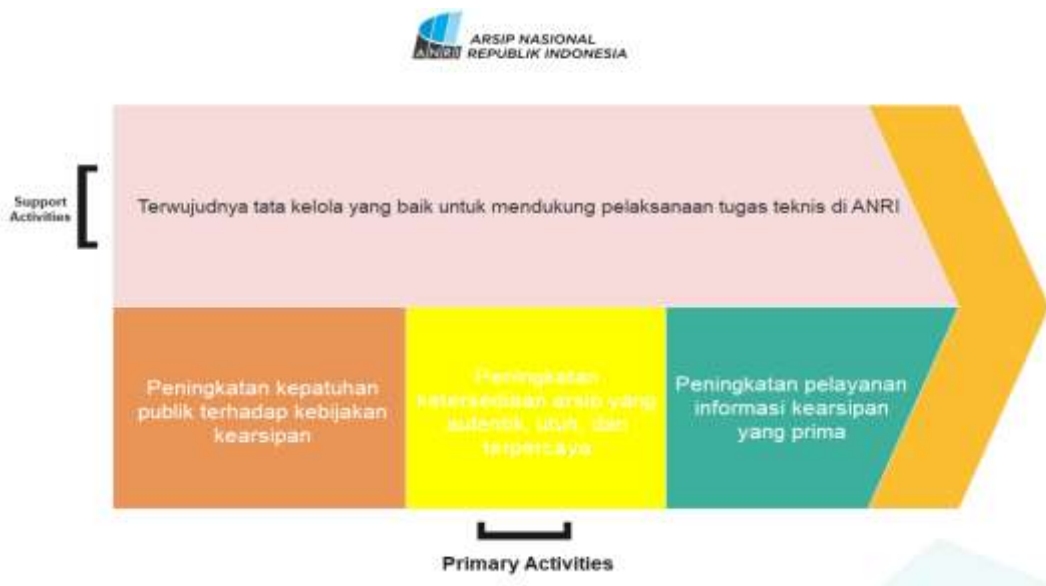 ANRI
ARSIP NASIONAL
REPUBLIK INDONESIA
Support
Activities
Terwujudnya tata kelola yang baik untuk mendukung pelaksanaan tugas teknis di ANRI
Peningkatan kepatuhan
publik terhadap kebijakan
kearsipan
Peningkatan
ketersediaan arsip yang
autentik, utuh, dan
terpercaya
Peningkatan pelayanan
informasi kearsipan
yang prima
Primary Activities